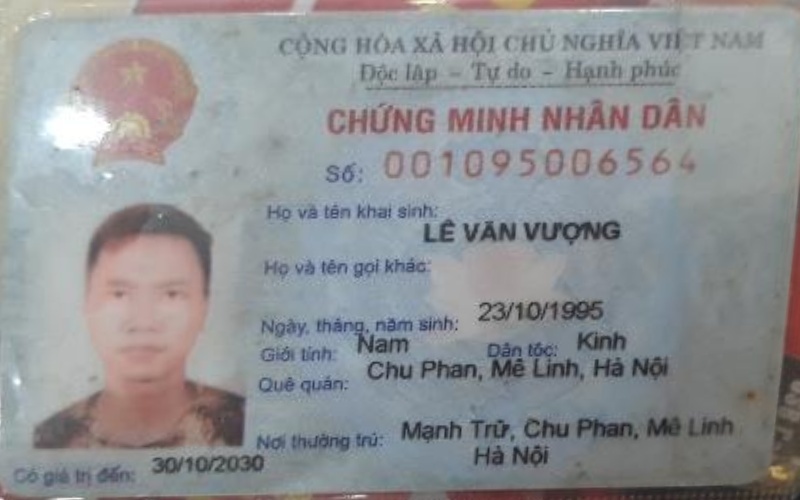 CỘNG HÒA XÃ HỘI CHỦ NGHĨA VIỆT NAM
Độc lập - Tự do - Hạnh phúc
CHỨNG MINH NHÂN DÂN
Số: 001095006564
Họ và tên khai sinh:
LÊ VĂN VƯỢNG
Họ và tên gọi khác:
Ngày, tháng, năm sinh: 23/10/1995
Giới tính: Nam Dân tộc: Kinh
Quê quán: Chu Phan, Mê Linh, Hà Nội
Nơi thường trú: Mạnh Trữ, Chu Phan, Mê Linh
Hà Nội
Có giá trị đến: 30/10/2030